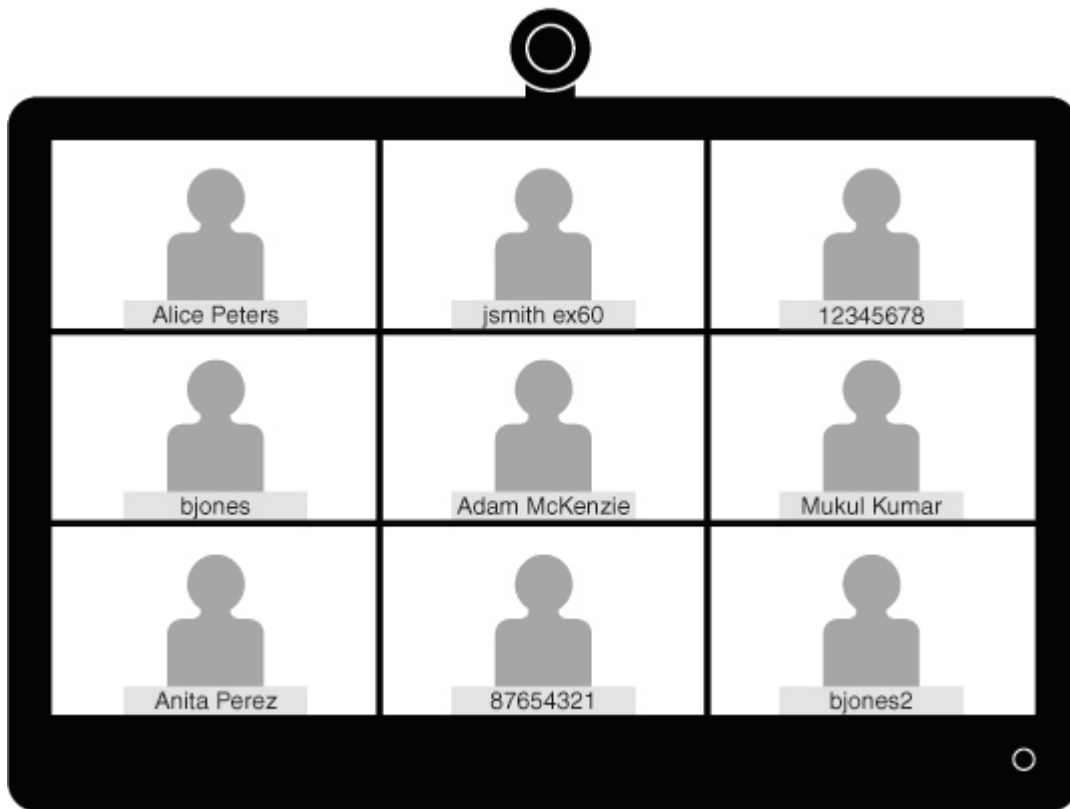 Alice Peters
jsmith ex60
12345678
bjones
Adam McKenzie
Mukul Kumar
Anita Perez
87654321
bjones2